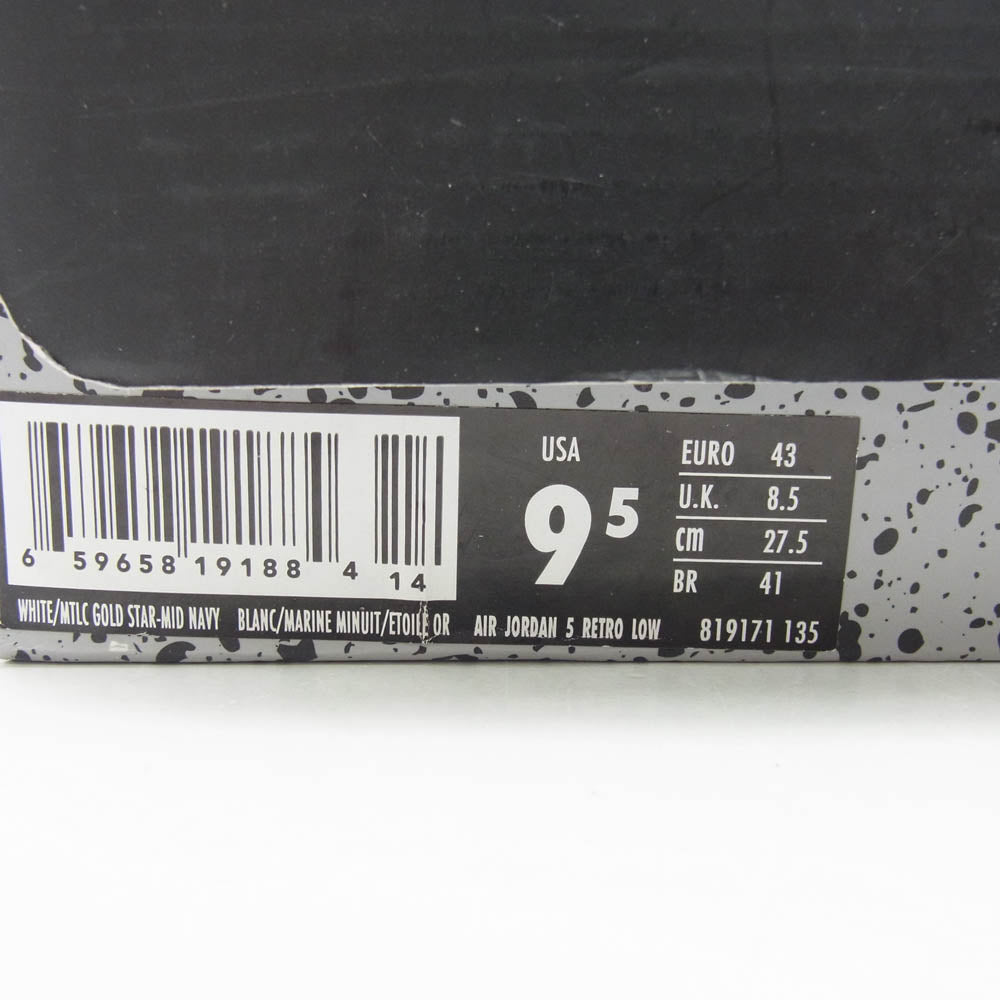 USA
9 5
EURO 43
U.K. 8.5
cm 27.5
BR 41
6 59658 19188 4 14
WHITE/MTLC GOLD STAR-MID NAVY BLANC/MARINE MINUIT/ETOILE OR AIR JORDAN 5 RETRO LOW 819171 135